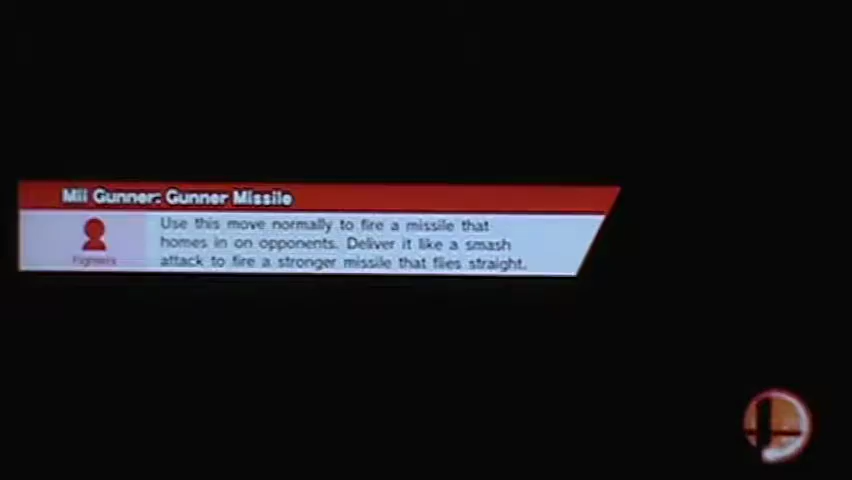 Mii Gunner: Gunner Missile
Use this move normally to fire a missile that
homes in on opponents. Deliver it like a smash
attack to fire a stronger missile that flies straight.
Fighters